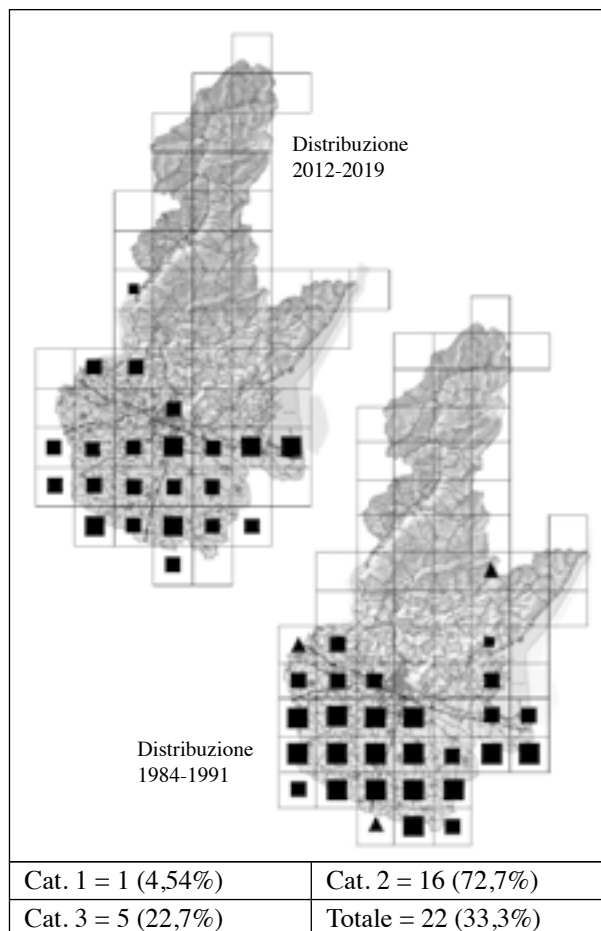 Distribuzione
2012-2019
Distribuzione
1984-1991
Cat. 1 = 1 (4,54%)
Cat. 2 = 16 (72,7%)
Cat. 3 = 5 (22,7%)
Totale = 22 (33,3%)